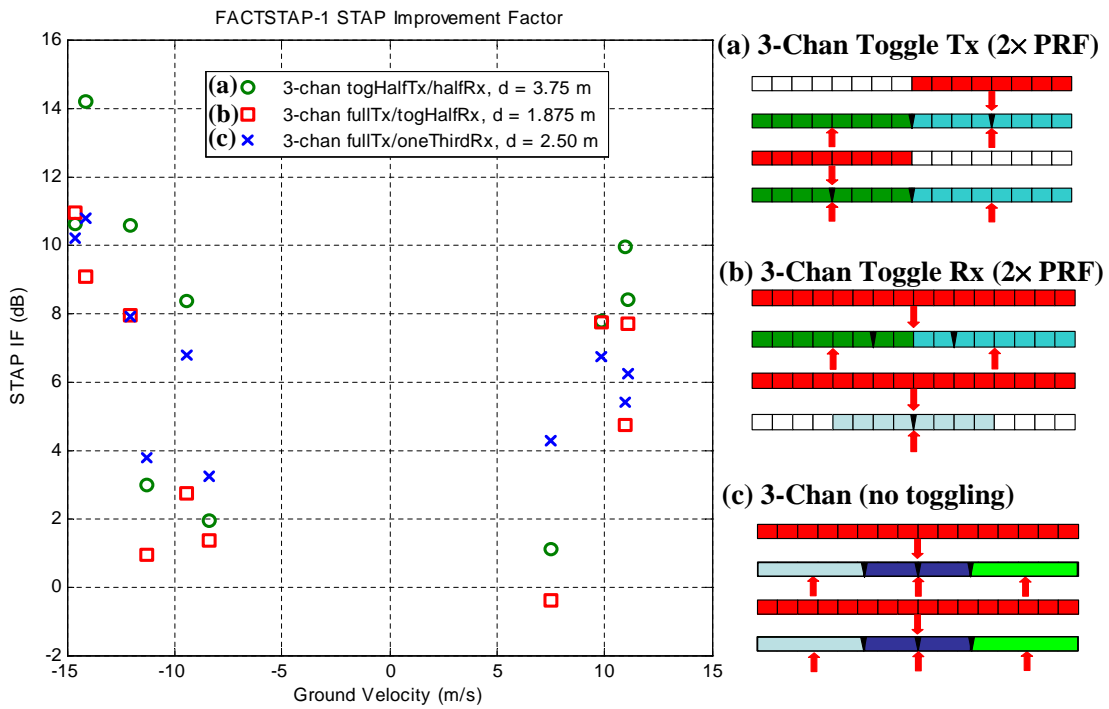 FACTSTAP-1 STAP Improvement Factor
16
14
12
10
8
6
4
2
0
-2
STAP IF (dB)
-15
-10
-5
0
5
10
15
Ground Velocity (m/s)
(a) 3-chan togHalfTx/halfRx, d = 3.75 m
(b) 3-chan fullTx/togHalfRx, d = 1.875 m
(c) 3-chan fullTx/oneThirdRx, d = 2.50 m
(a) 3-Chan Toggle Tx (2× PRF)
(b) 3-Chan Toggle Rx (2× PRF)
(c) 3-Chan (no toggling)